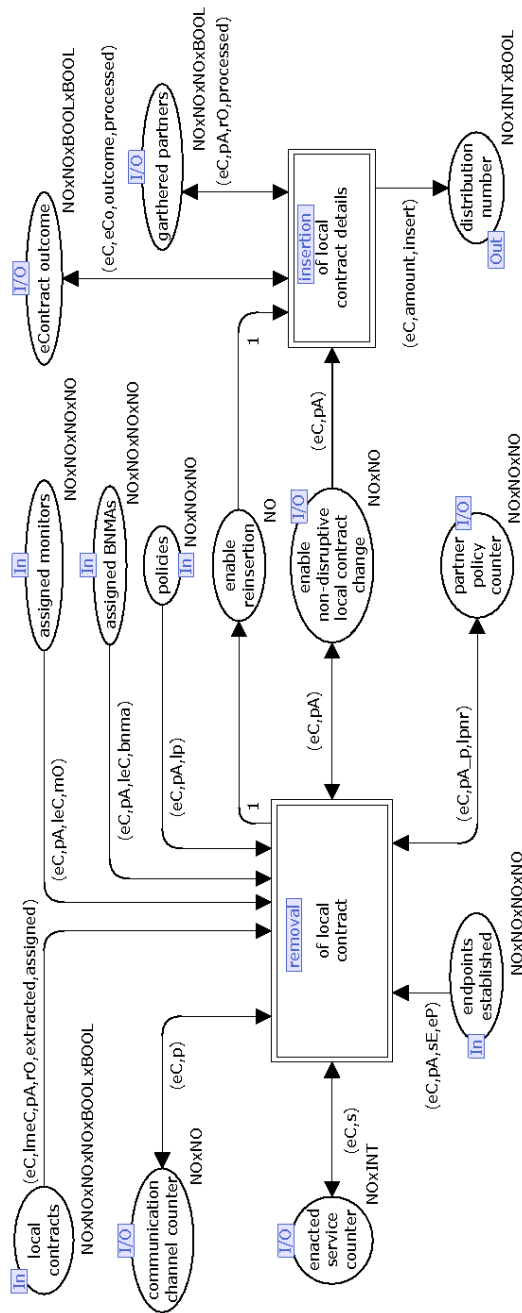 In
local
contracts
NOxNOxNOxNOxBOOLxBOOL
(eC,lmeC,pA,rO,extracted,assigned)
I/O
communication
channel counter
NOxNO
(eC,p)
I/O
enacted
service
counter
NOxINT
(eC,s)
In
assigned monitors
NOxNOxNOxNO
(eC,pA,leC,mO)
In
assigned BNMAs
NOxNOxNOxNO
(eC,pA,leC,bnma)
policies
In
NOxNOxNO
(eC,pA,lp)
removal
of local
contract
1
enable
reinsertion
NO
1
(eC,pA)
I/O
enable
non-disruptive
local contract
change
NOxNO
(eC,pA)
(eC,pA_p,lpnr)
partner
policy
counter
I/O
NOxNOxNO
(eC,pA,sE,eP)
endpoints
established
In
NOxNOxNOxNO
I/O
eContract outcome
NOxNOxBOOLxBOOL
(eC,eCo,outcome,processed)
I/O
garthered partners
NOxNOxNOxBOOL
(eC,pA,rO,processed)
insertion
of local
contract details
(eC,amount,insert)
distribution
number
Out
NOxINTxBOOL